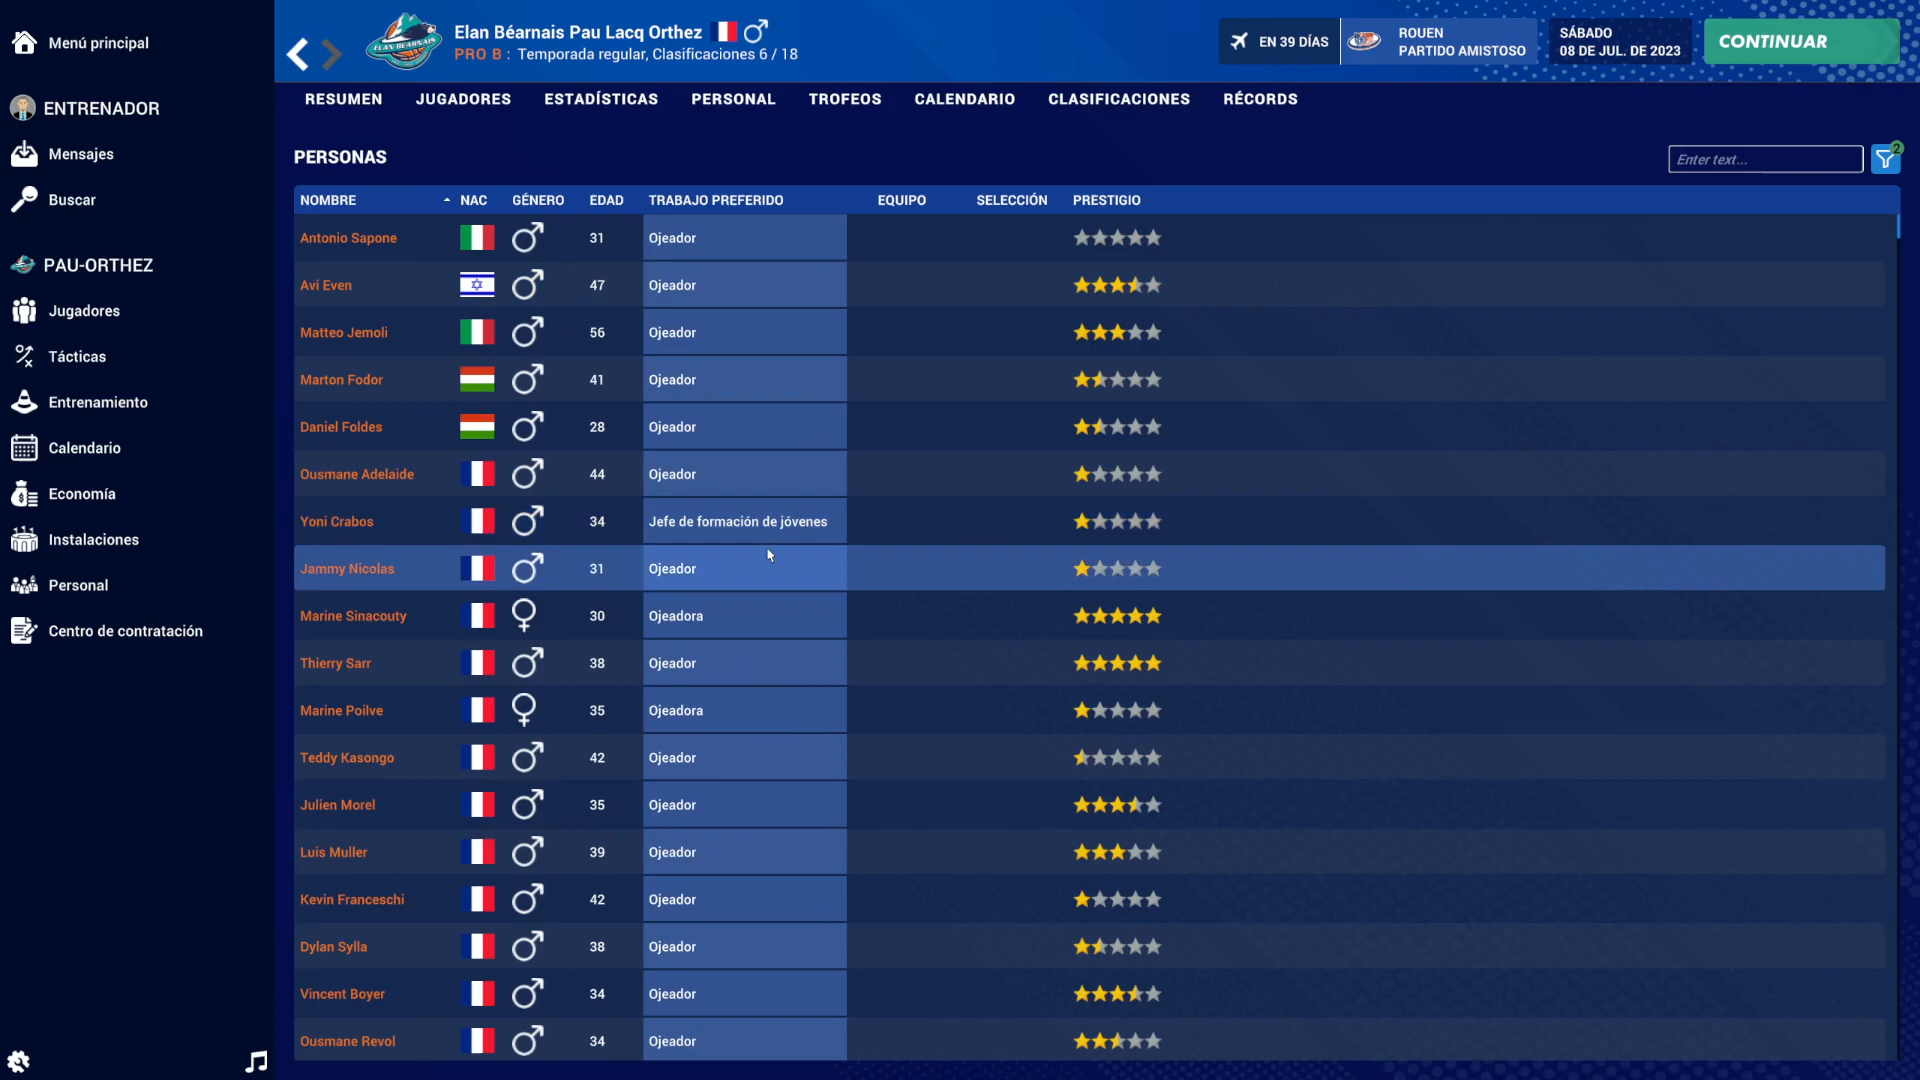 Menú principal
ENTRENADOR
Mensajes
Buscar
PAU-ORTHEZ
Jugadores
Tácticas
Entrenamiento
Calendario
Economía
Instalaciones
Personal
Centro de contratación
ELAN BÉARNAIS
Elan Béarnais Pau Lacq Orthez
PRO B : Temporada regular, Clasificaciones 6 / 18
EN 39 DÍAS
ROUEN
PARTIDO AMISTOSO
SÁBADO
08 DE JUL. DE 2023
CONTINUAR
RESUMEN JUGADORES ESTADÍSTICAS PERSONAL TROFEOS CALENDARIO CLASIFICACIONES RÉCORDS
PERSONAS
Enter text...
2
NOMBRE NAC GÉNERO EDAD TRABAJO PREFERIDO EQUIPO SELECCIÓN PRESTIGIO
Antonio Sapone 31 Ojeador
Avi Even 47 Ojeador
Matteo Jemoli 56 Ojeador
Marton Fodor 41 Ojeador
Daniel Foldes 28 Ojeador
Ousmane Adelaide 44 Ojeador
Yoni Crabos 34 Jefe de formación de jóvenes
Jammy Nicolas 31 Ojeador
Marine Sinacouty 30 Ojeadora
Thierry Sarr 38 Ojeador
Marine Poilve 35 Ojeadora
Teddy Kasongo 42 Ojeador
Julien Morel 35 Ojeador
Luis Muller 39 Ojeador
Kevin Franceschi 42 Ojeador
Dylan Sylla 38 Ojeador
Vincent Boyer 34 Ojeador
Ousmane Revol 34 Ojeador